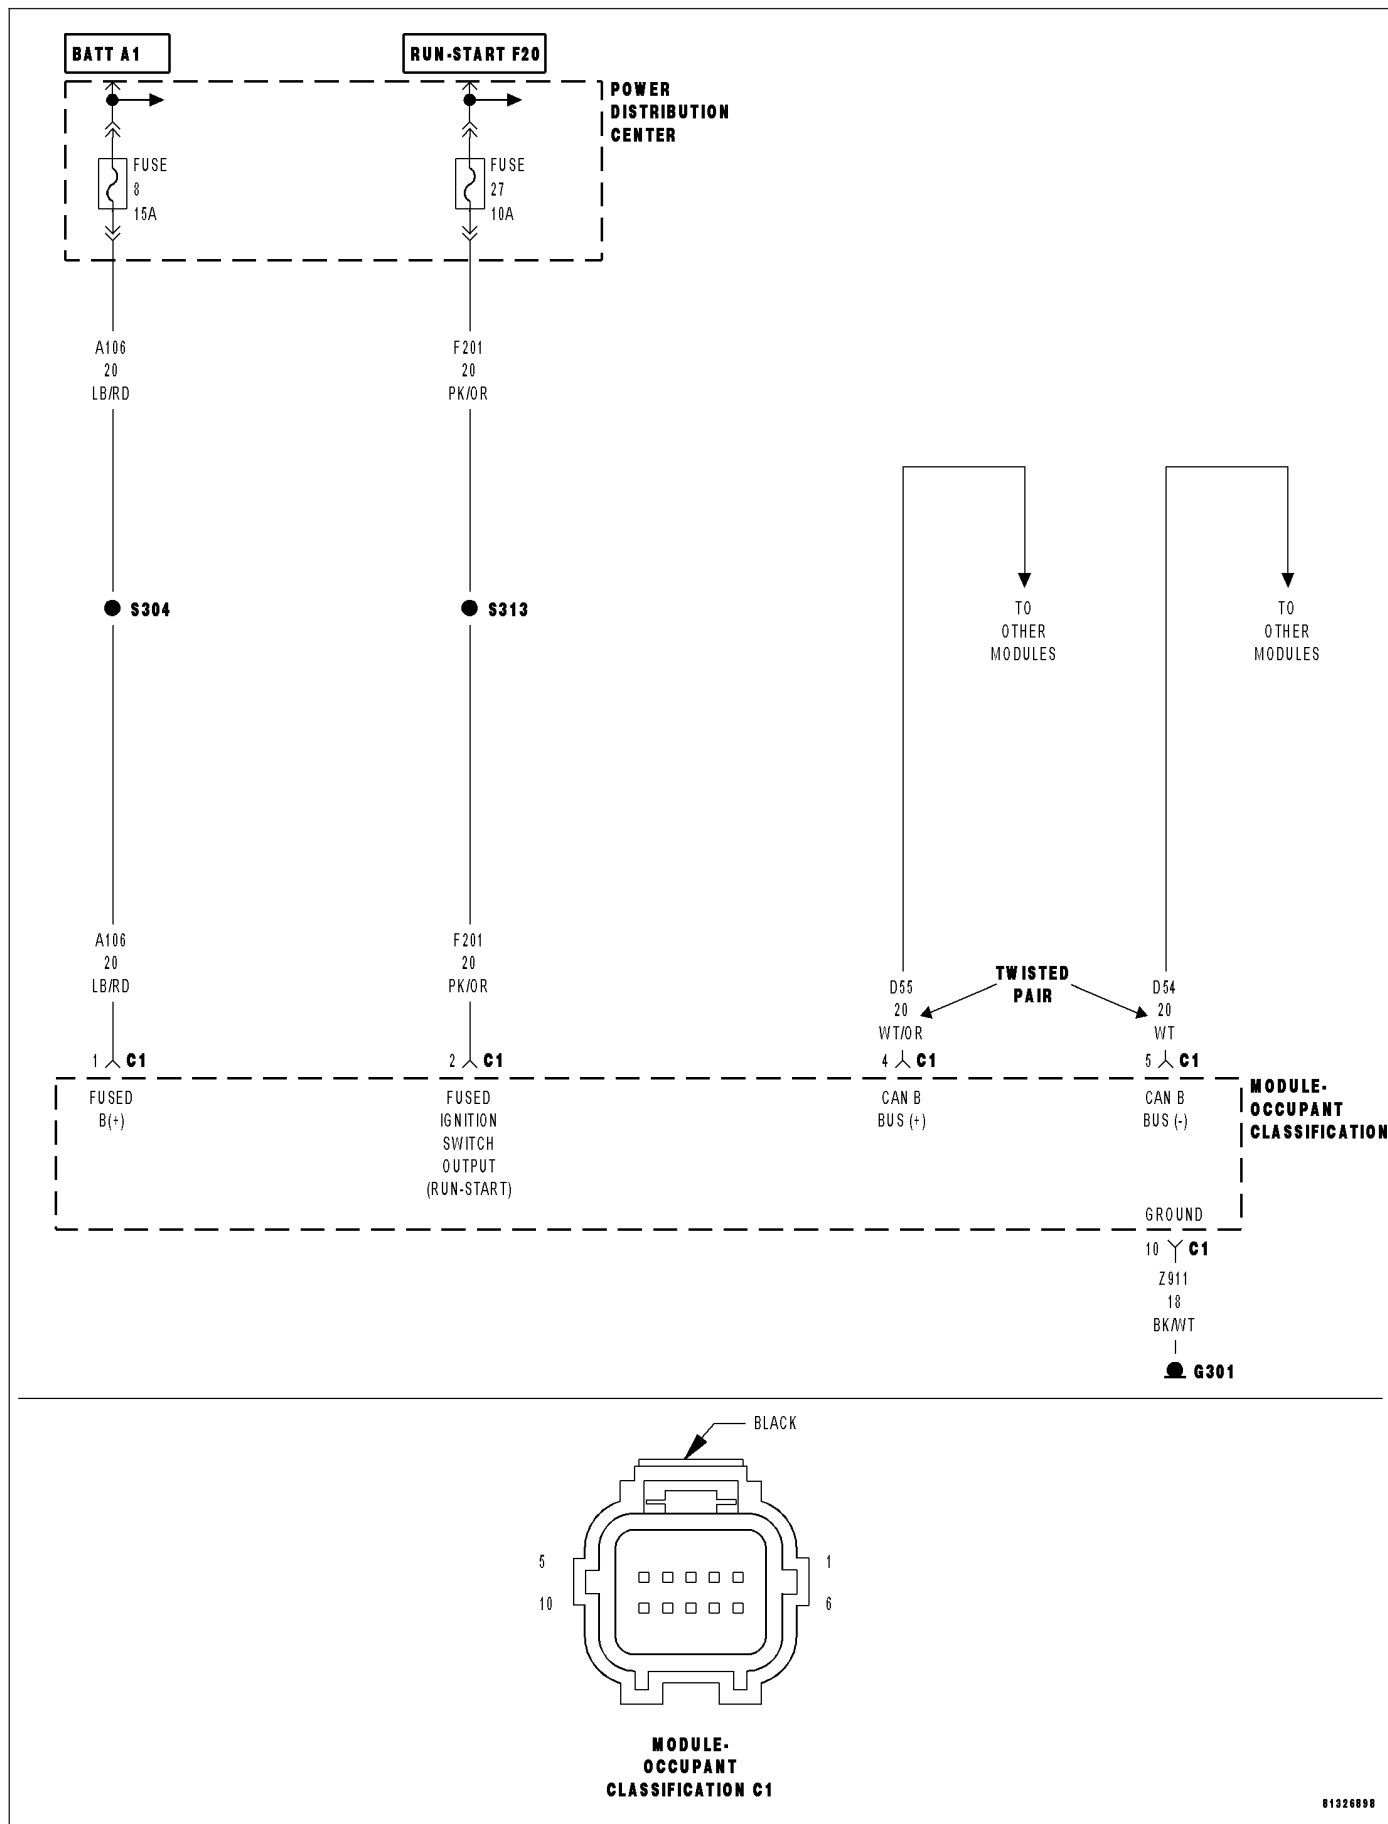 BATT A1
RUN-START F20
POWER
DISTRIBUTION
CENTER
FUSE
8
15A
FUSE
27
10A
A106
20
LB/RD
F201
20
PK/OR
S304
S313
TO
OTHER
MODULES
TO
OTHER
MODULES
A106
20
LB/RD
F201
20
PK/OR
D55
20
WT/OR
TWISTED
PAIR
D54
20
WT
1 C1
2 C1
4 C1
5 C1
FUSED
B(+)
FUSED
IGNITION
SWITCH
OUTPUT
(RUN-START)
CAN B
BUS (+)
CAN B
BUS (-)
MODULE-
OCCUPANT
CLASSIFICATION
GROUND
10 C1
Z911
18
BK/WT
G301
BLACK
5
1
10
6
MODULE-
OCCUPANT
CLASSIFICATION C1
81326898